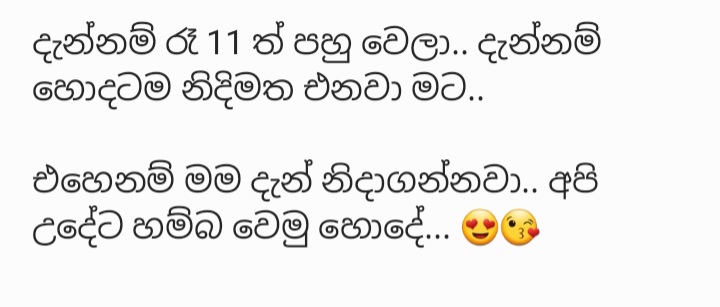 දැන්නම් රෑ 11 ත් පහු වෙලා.. දැන්නම්
හොදටම නිදිමත එනවා මට..
එහෙනම් මම දැන් නිදාගන්නවා.. අපි
උදේට හම්බ වෙමු හොදේ... 😍😘